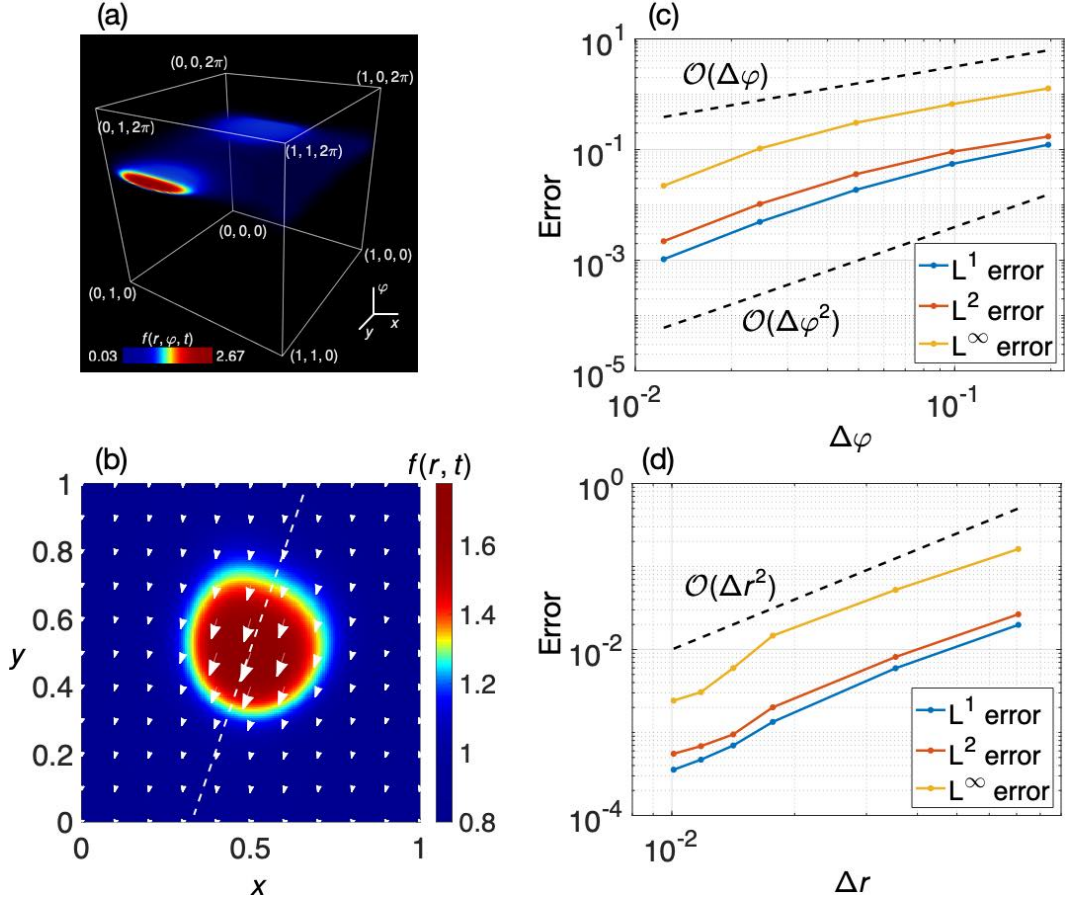 (a)
(0, 0, 2π)
(1, 0, 2π)
(0, 1, 2π)
(1, 1, 2π)
(0, 0, 0)
(1, 0, 0)
(0, 1, 0)
(1, 1, 0)
φ
y x
f(r, φ, t)
0.03 2.67
(b)
f(r, t)
1
0.8
0.6
y
0.4
0.2
0
0 0.5 1
x
1.6
1.4
1.2
1
0.8
(c)
10^1
10^-1
10^-3
10^-5
Error
O(Δφ)
O(Δφ^2)
L^1 error
L^2 error
L^∞ error
10^-2 10^-1
Δφ
(d)
10^0
10^-2
10^-4
Error
O(Δr^2)
L^1 error
L^2 error
L^∞ error
10^-2
Δr